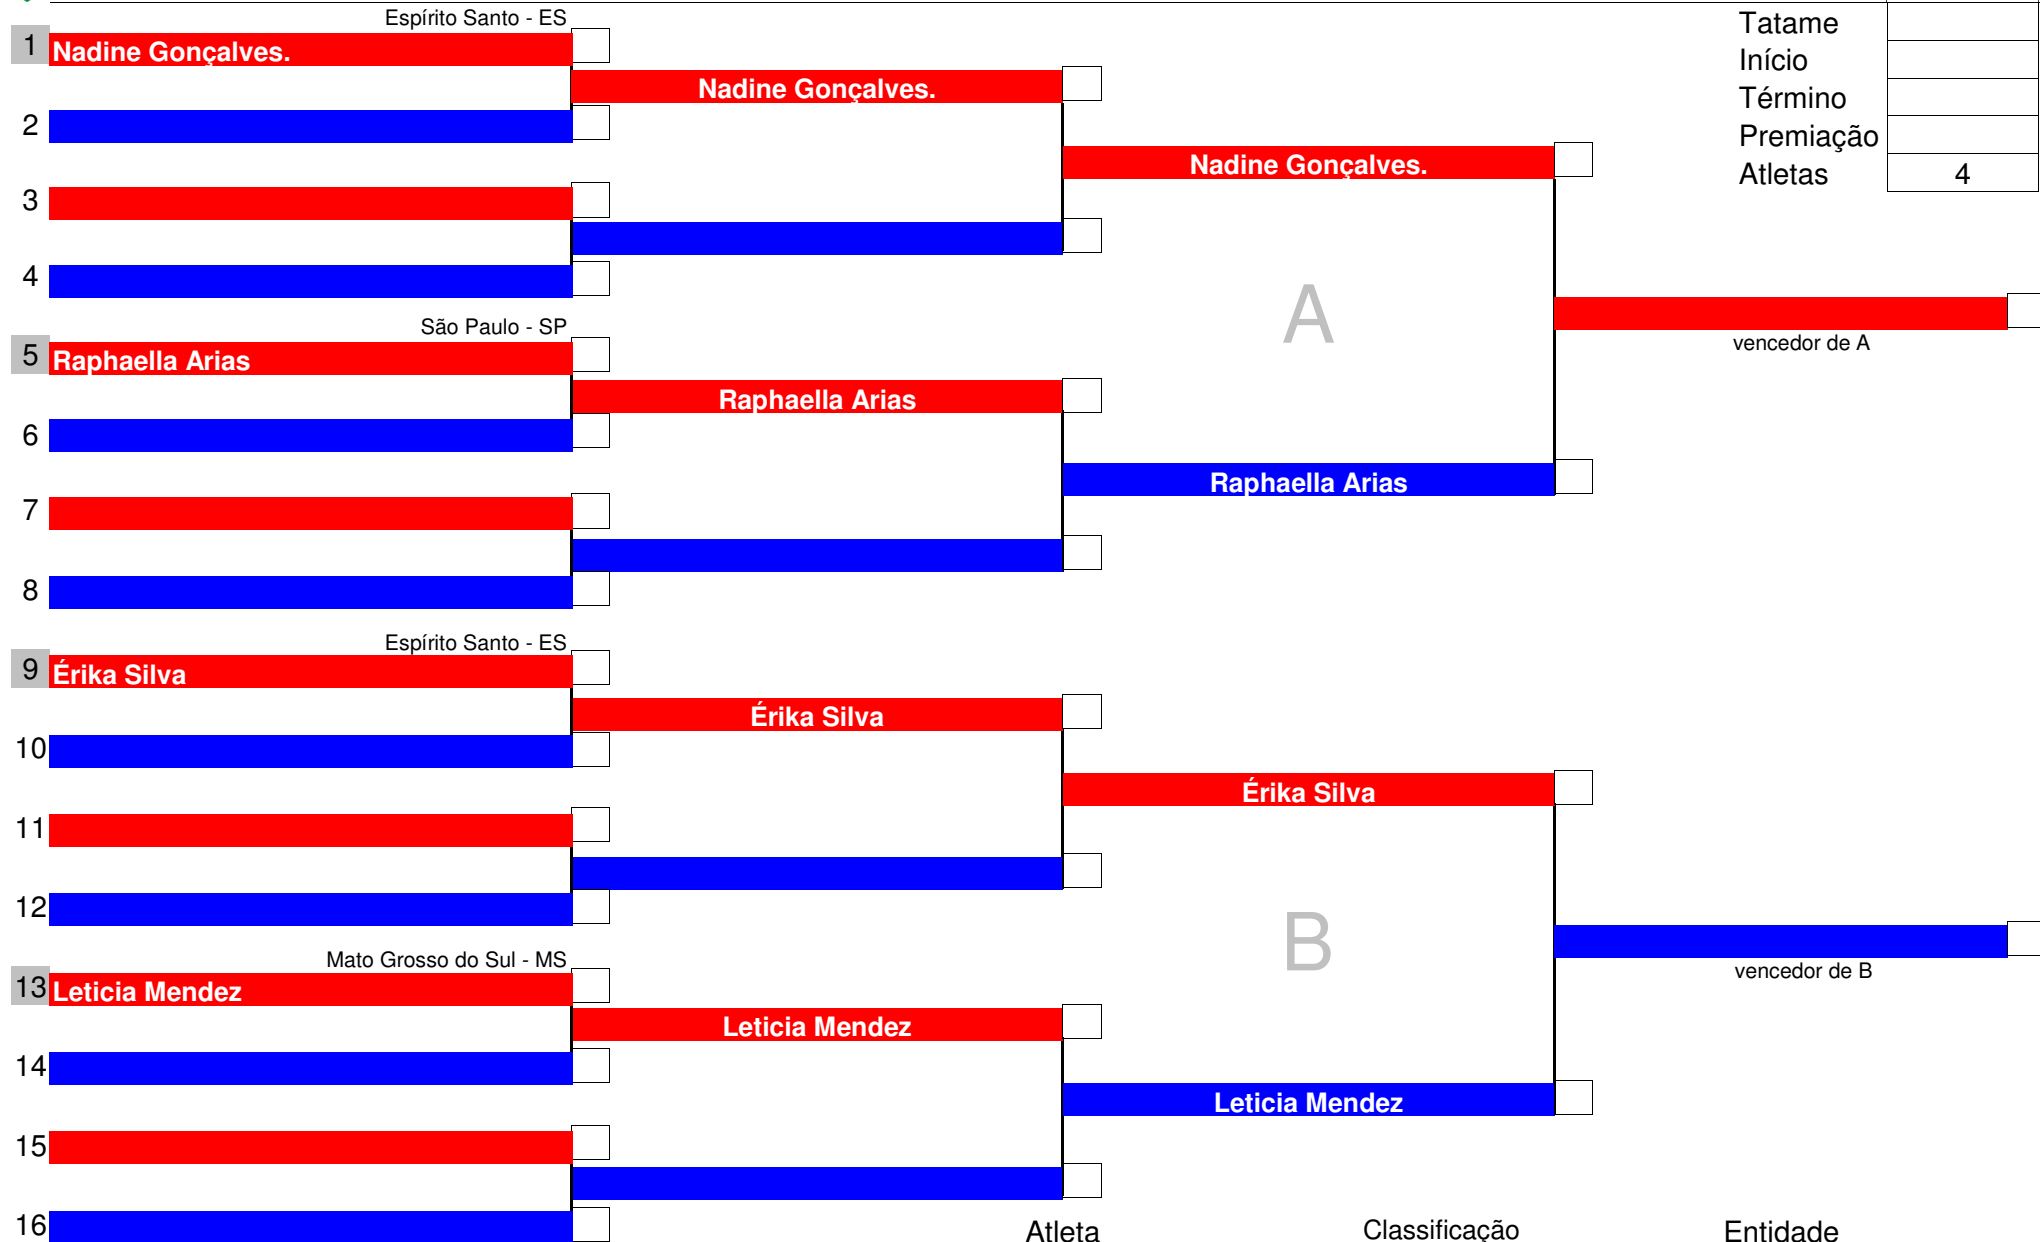 Espírito Santo - ES
1 Nadine Gonçalves.
Nadine Gonçalves.
2
Nadine Gonçalves.
3
4
São Paulo - SP
5 Raphaella Arias
Raphaella Arias
6
Raphaella Arias
7
8
A
vencedor de A
Tatame
Início
Término
Premiação
Atletas 4
Espírito Santo - ES
9 Érika Silva
Érika Silva
10
Érika Silva
11
12
Mato Grosso do Sul - MS
13 Leticia Mendez
Leticia Mendez
14
Leticia Mendez
15
16
B
vencedor de B
Atleta Classificação Entidade